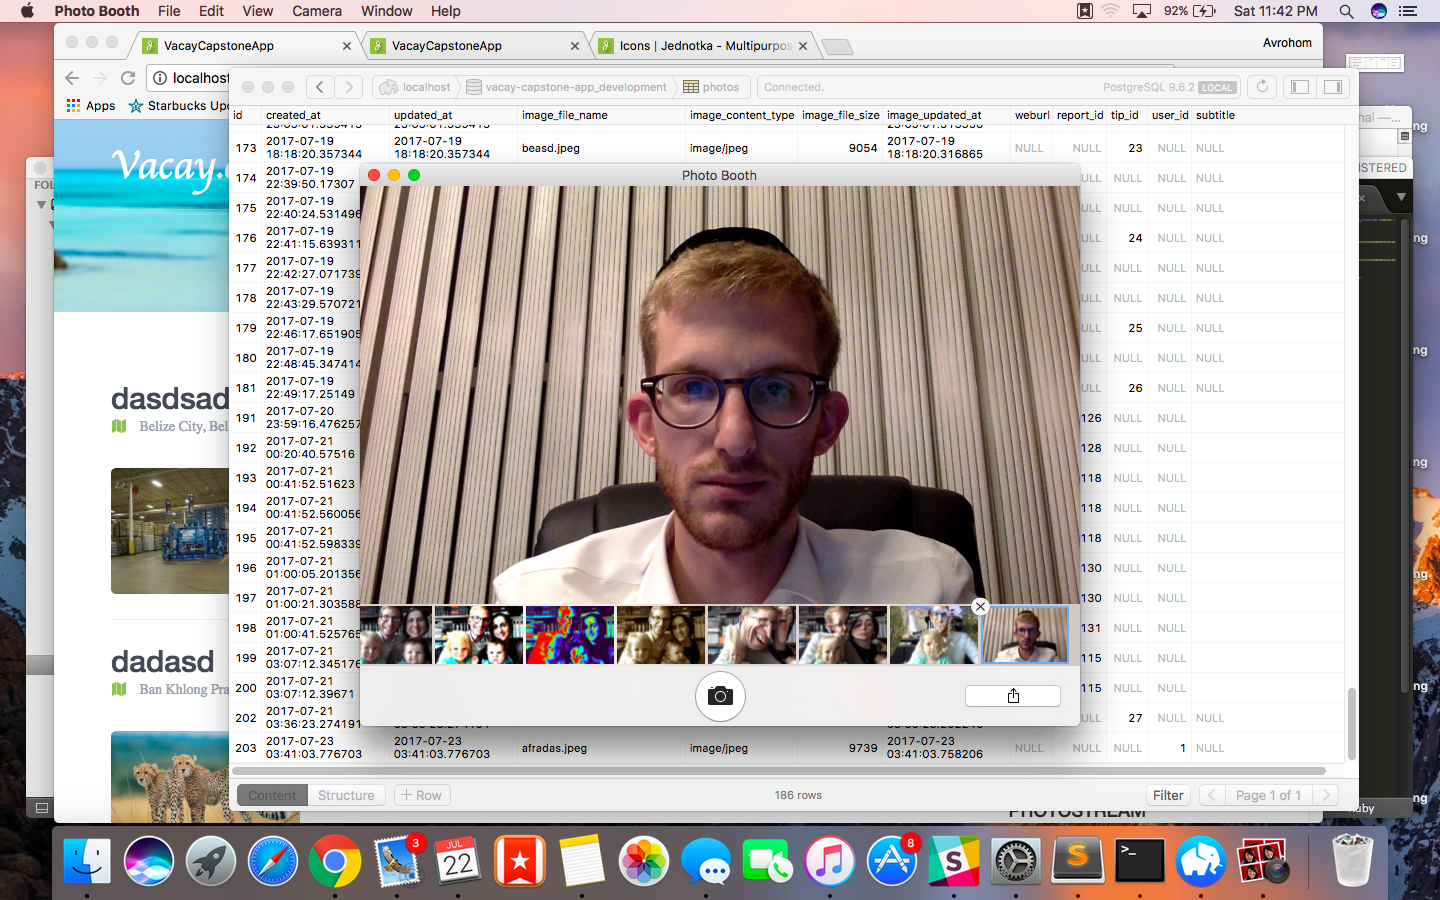 Photo Booth File Edit View Camera Window Help 92% Sat 11:42 PM
VacayCapstoneApp VacayCapstoneApp Icons | Jednotka - Multipurpos Avrohom
localhost
Apps Starbucks
localhost vacay-capstone-app_development photos Connected. PostgreSQL 9.6.2 LOCAL
id created_at updated_at image_file_name image_content_type image_file_size image_updated_at weburl report_id tip_id user_id subtitle
173 2017-07-19 18:18:20.357344 2017-07-19 18:18:20.357344 beasd.jpeg image/jpeg 9054 2017-07-19 18:18:20.316865 NULL NULL 23 NULL NULL
174 2017-07-19 22:39:50.17307 NULL NULL NULL
175 2017-07-19 22:40:24.531496 NULL NULL NULL
176 2017-07-19 22:41:15.639311 24 NULL NULL
177 2017-07-19 22:42:27.071739 NULL NULL NULL
178 2017-07-19 22:43:29.570721 NULL NULL NULL
179 2017-07-19 22:46:17.651905 25 NULL NULL
180 2017-07-19 22:48:45.347414 NULL NULL NULL
181 2017-07-19 22:49:17.25149 26 NULL NULL
191 2017-07-20 23:59:16.476257 126 NULL NULL
192 2017-07-21 00:20:40.57516 128 NULL NULL
193 2017-07-21 00:41:52.51623 118 NULL NULL
194 2017-07-21 00:41:52.560056 118 NULL NULL
195 2017-07-21 00:41:52.598339 118 NULL NULL
196 2017-07-21 01:00:05.201356 130 NULL NULL
197 2017-07-21 01:00:21.303588 130 NULL NULL
198 2017-07-21 01:00:41.525765 131 NULL NULL
199 2017-07-21 03:07:12.345176 115 NULL NULL
200 2017-07-21 03:07:12.39671 115 NULL NULL
202 2017-07-21 03:36:23.274191 27 NULL NULL
203 2017-07-23 03:41:03.776703 2017-07-23 03:41:03.776703 afradas.jpeg image/jpeg 9739 2017-07-23 03:41:03.758206 NULL NULL NULL 1 NULL
Content Structure + Row 186 rows Filter Page 1 of 1
Photo Booth
Vacay.
dasdsad
Belize City, Bel
dadasd
Ban Khlong Pra
PHOTOSTREAM
3
JUL
22
8